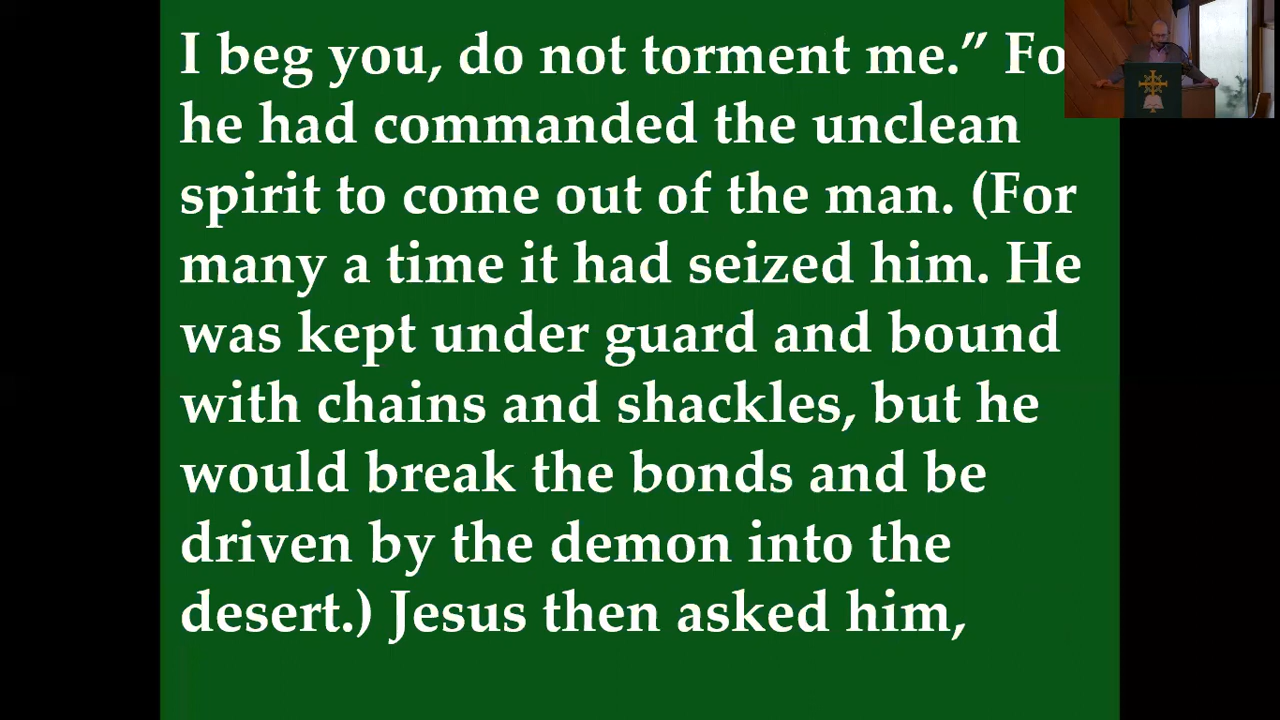 I beg you, do not torment me.” Fo
he had commanded the unclean
spirit to come out of the man. (For
many a time it had seized him. He
was kept under guard and bound
with chains and shackles, but he
would break the bonds and be
driven by the demon into the
desert.) Jesus then asked him,